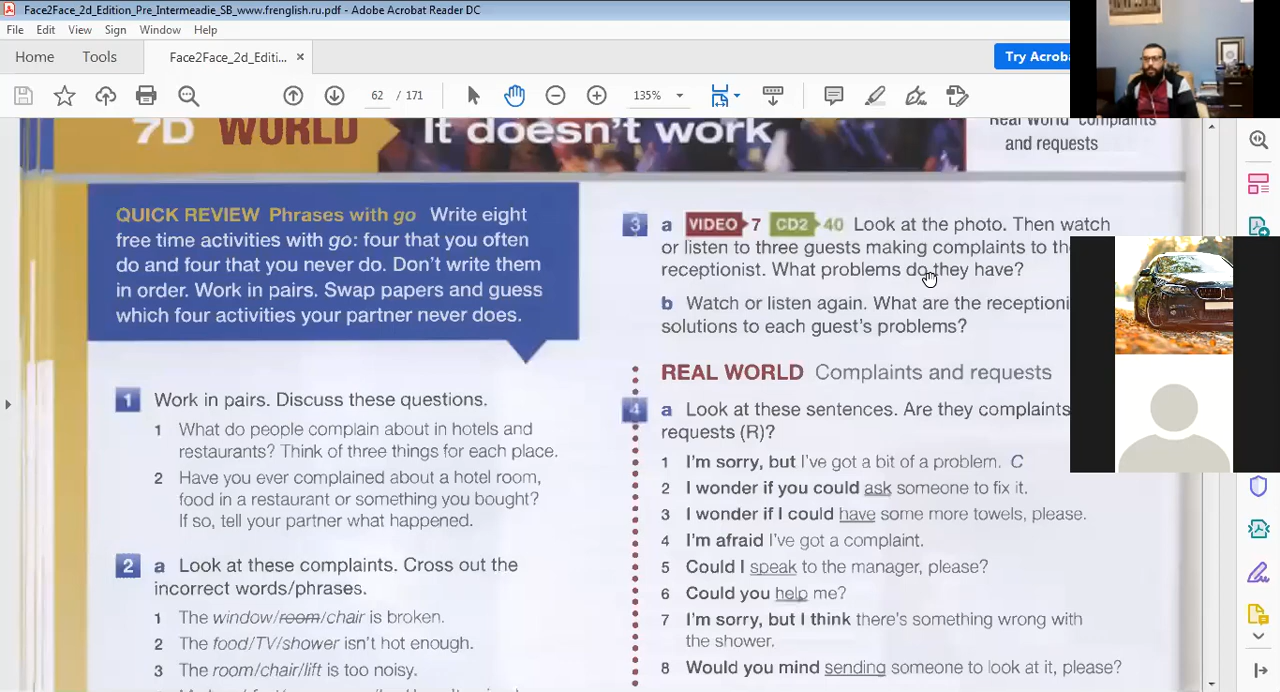 Face2Face_2d_Edition_Pre_Intermeadie_SB_www.frenglish.ru.pdf - Adobe Acrobat Reader DC
File Edit View Sign Window Help
Home Tools Face2Face_2d_Editi... × Try Acroba
62 / 171 135%
7D WORLD It doesn't work
Real World complaints
and requests
QUICK REVIEW Phrases with go Write eight
free time activities with go: four that you often
do and four that you never do. Don't write them
in order. Work in pairs. Swap papers and guess
which four activities your partner never does.
1 Work in pairs. Discuss these questions.
1 What do people complain about in hotels and
restaurants? Think of three things for each place.
2 Have you ever complained about a hotel room,
food in a restaurant or something you bought?
If so, tell your partner what happened.
2 a Look at these complaints. Cross out the
incorrect words/phrases.
1 The window/room/chair is broken.
2 The food/TV/shower isn't hot enough.
3 The room/chair/lift is too noisy.
3 a VIDEO 7 CD2 40 Look at the photo. Then watch
or listen to three guests making complaints to the
receptionist. What problems do they have?
b Watch or listen again. What are the receptioni
solutions to each guest's problems?
REAL WORLD Complaints and requests
4 a Look at these sentences. Are they complaints
requests (R)?
1 I'm sorry, but I've got a bit of a problem. C
2 I wonder if you could ask someone to fix it.
3 I wonder if I could have some more towels, please.
4 I'm afraid I've got a complaint.
5 Could I speak to the manager, please?
6 Could you help me?
7 I'm sorry, but I think there's something wrong with
the shower.
8 Would you mind sending someone to look at it, please?